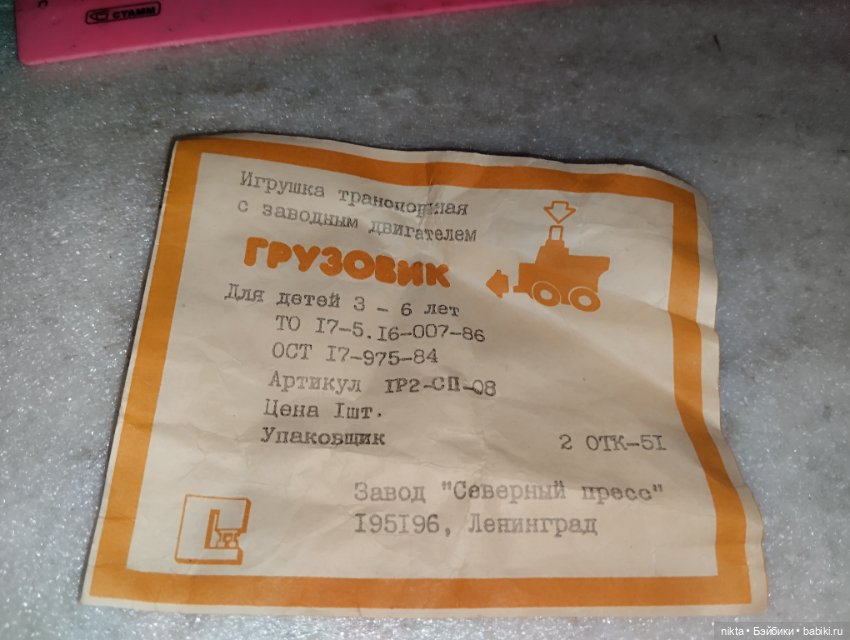 СТАММ
Игрушка транспортная
с заводным двигателем
ГРУЗОВИК
Для детей 3 - 6 лет
ТО I7-5.I6-007-86
ОСТ I7-975-84
Артикул IР2-СП-08
Цена Iшт.
Упаковщик 2 ОТК-5I
Завод "Северный пресс"
I95I96, Ленинград
nikta • Бэйбики • babiki.ru